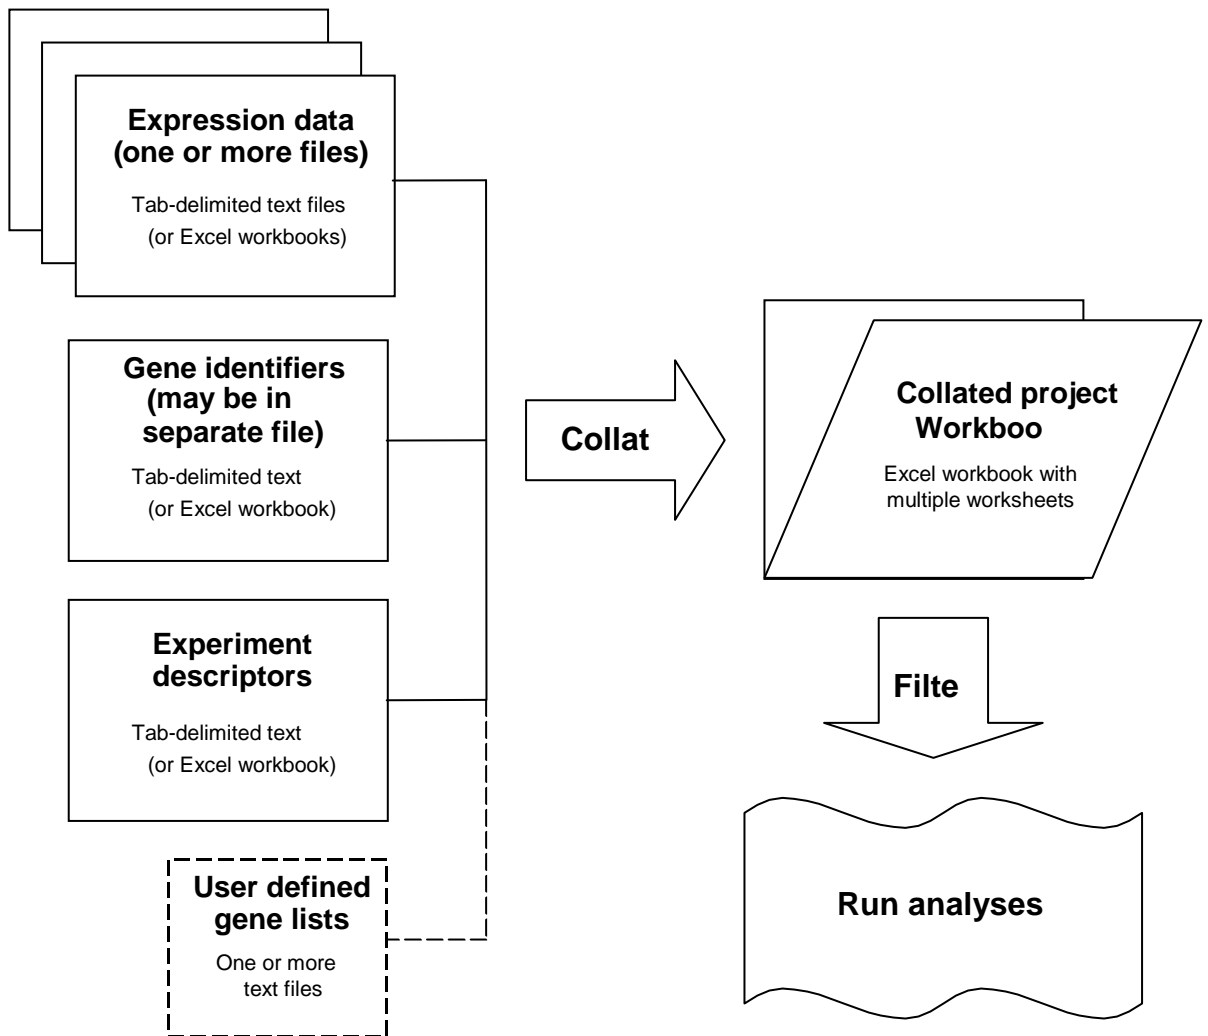 Expression data
(one or more files)
Tab-delimited text files
(or Excel workbooks)
Gene identifiers
(may be in
separate file)
Tab-delimited text
(or Excel workbook)
Experiment
descriptors
Tab-delimited text
(or Excel workbook)
User defined
gene lists
One or more
text files
Collat
Collated project
Workboo
Excel workbook with
multiple worksheets
Filte
Run analyses